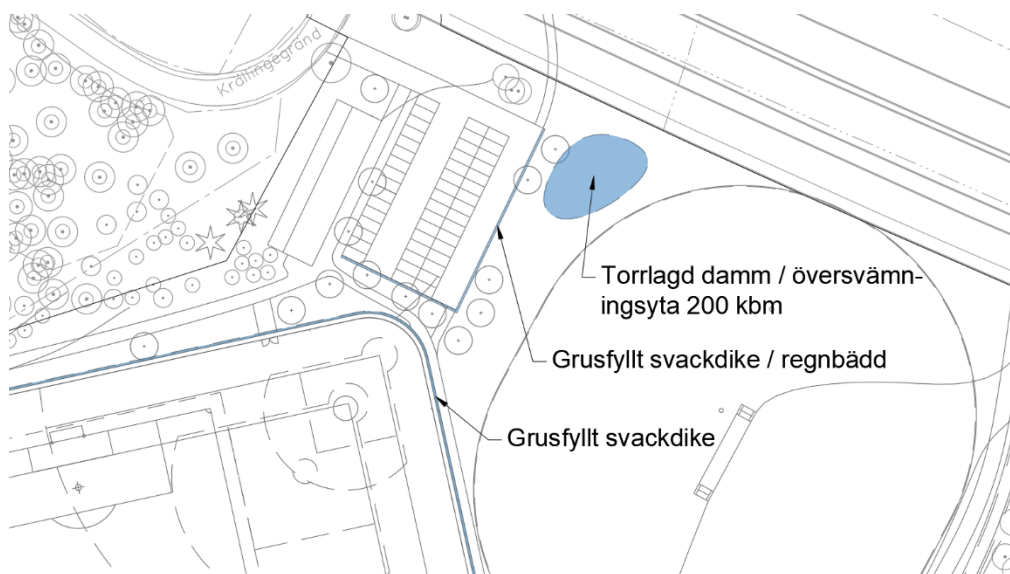 Krällingegränd
Torrlagd damm / översvämn-
ingsyta 200 kbm
Grusfyllt svackdike / regnbädd
Grusfyllt svackdike